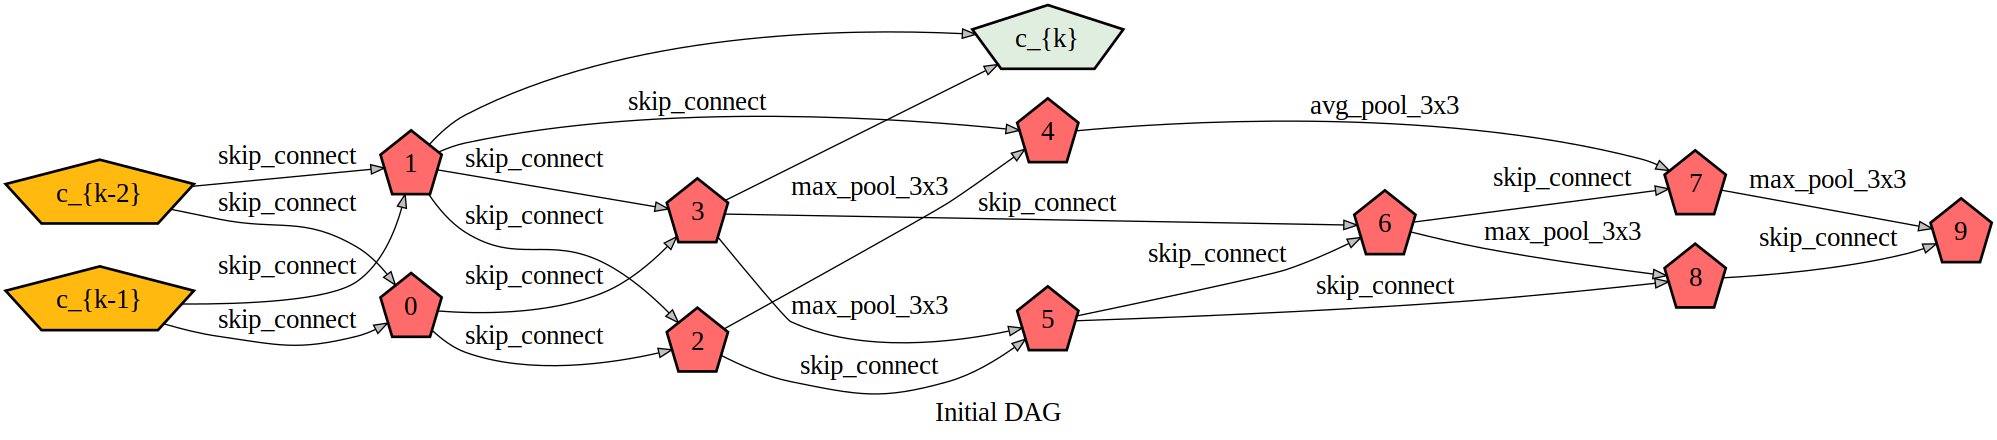 c_{k}
skip_connect
avg_pool_3x3
4
skip_connect
1
skip_connect
c_{k-2}
skip_connect
skip_connect
3
max_pool_3x3
skip_connect
skip_connect
7
max_pool_3x3
6
max_pool_3x3
9
skip_connect
skip_connect
skip_connect
skip_connect
8
c_{k-1}
skip_connect
0
max_pool_3x3
skip_connect
5
skip_connect
skip_connect
2
skip_connect
Initial DAG